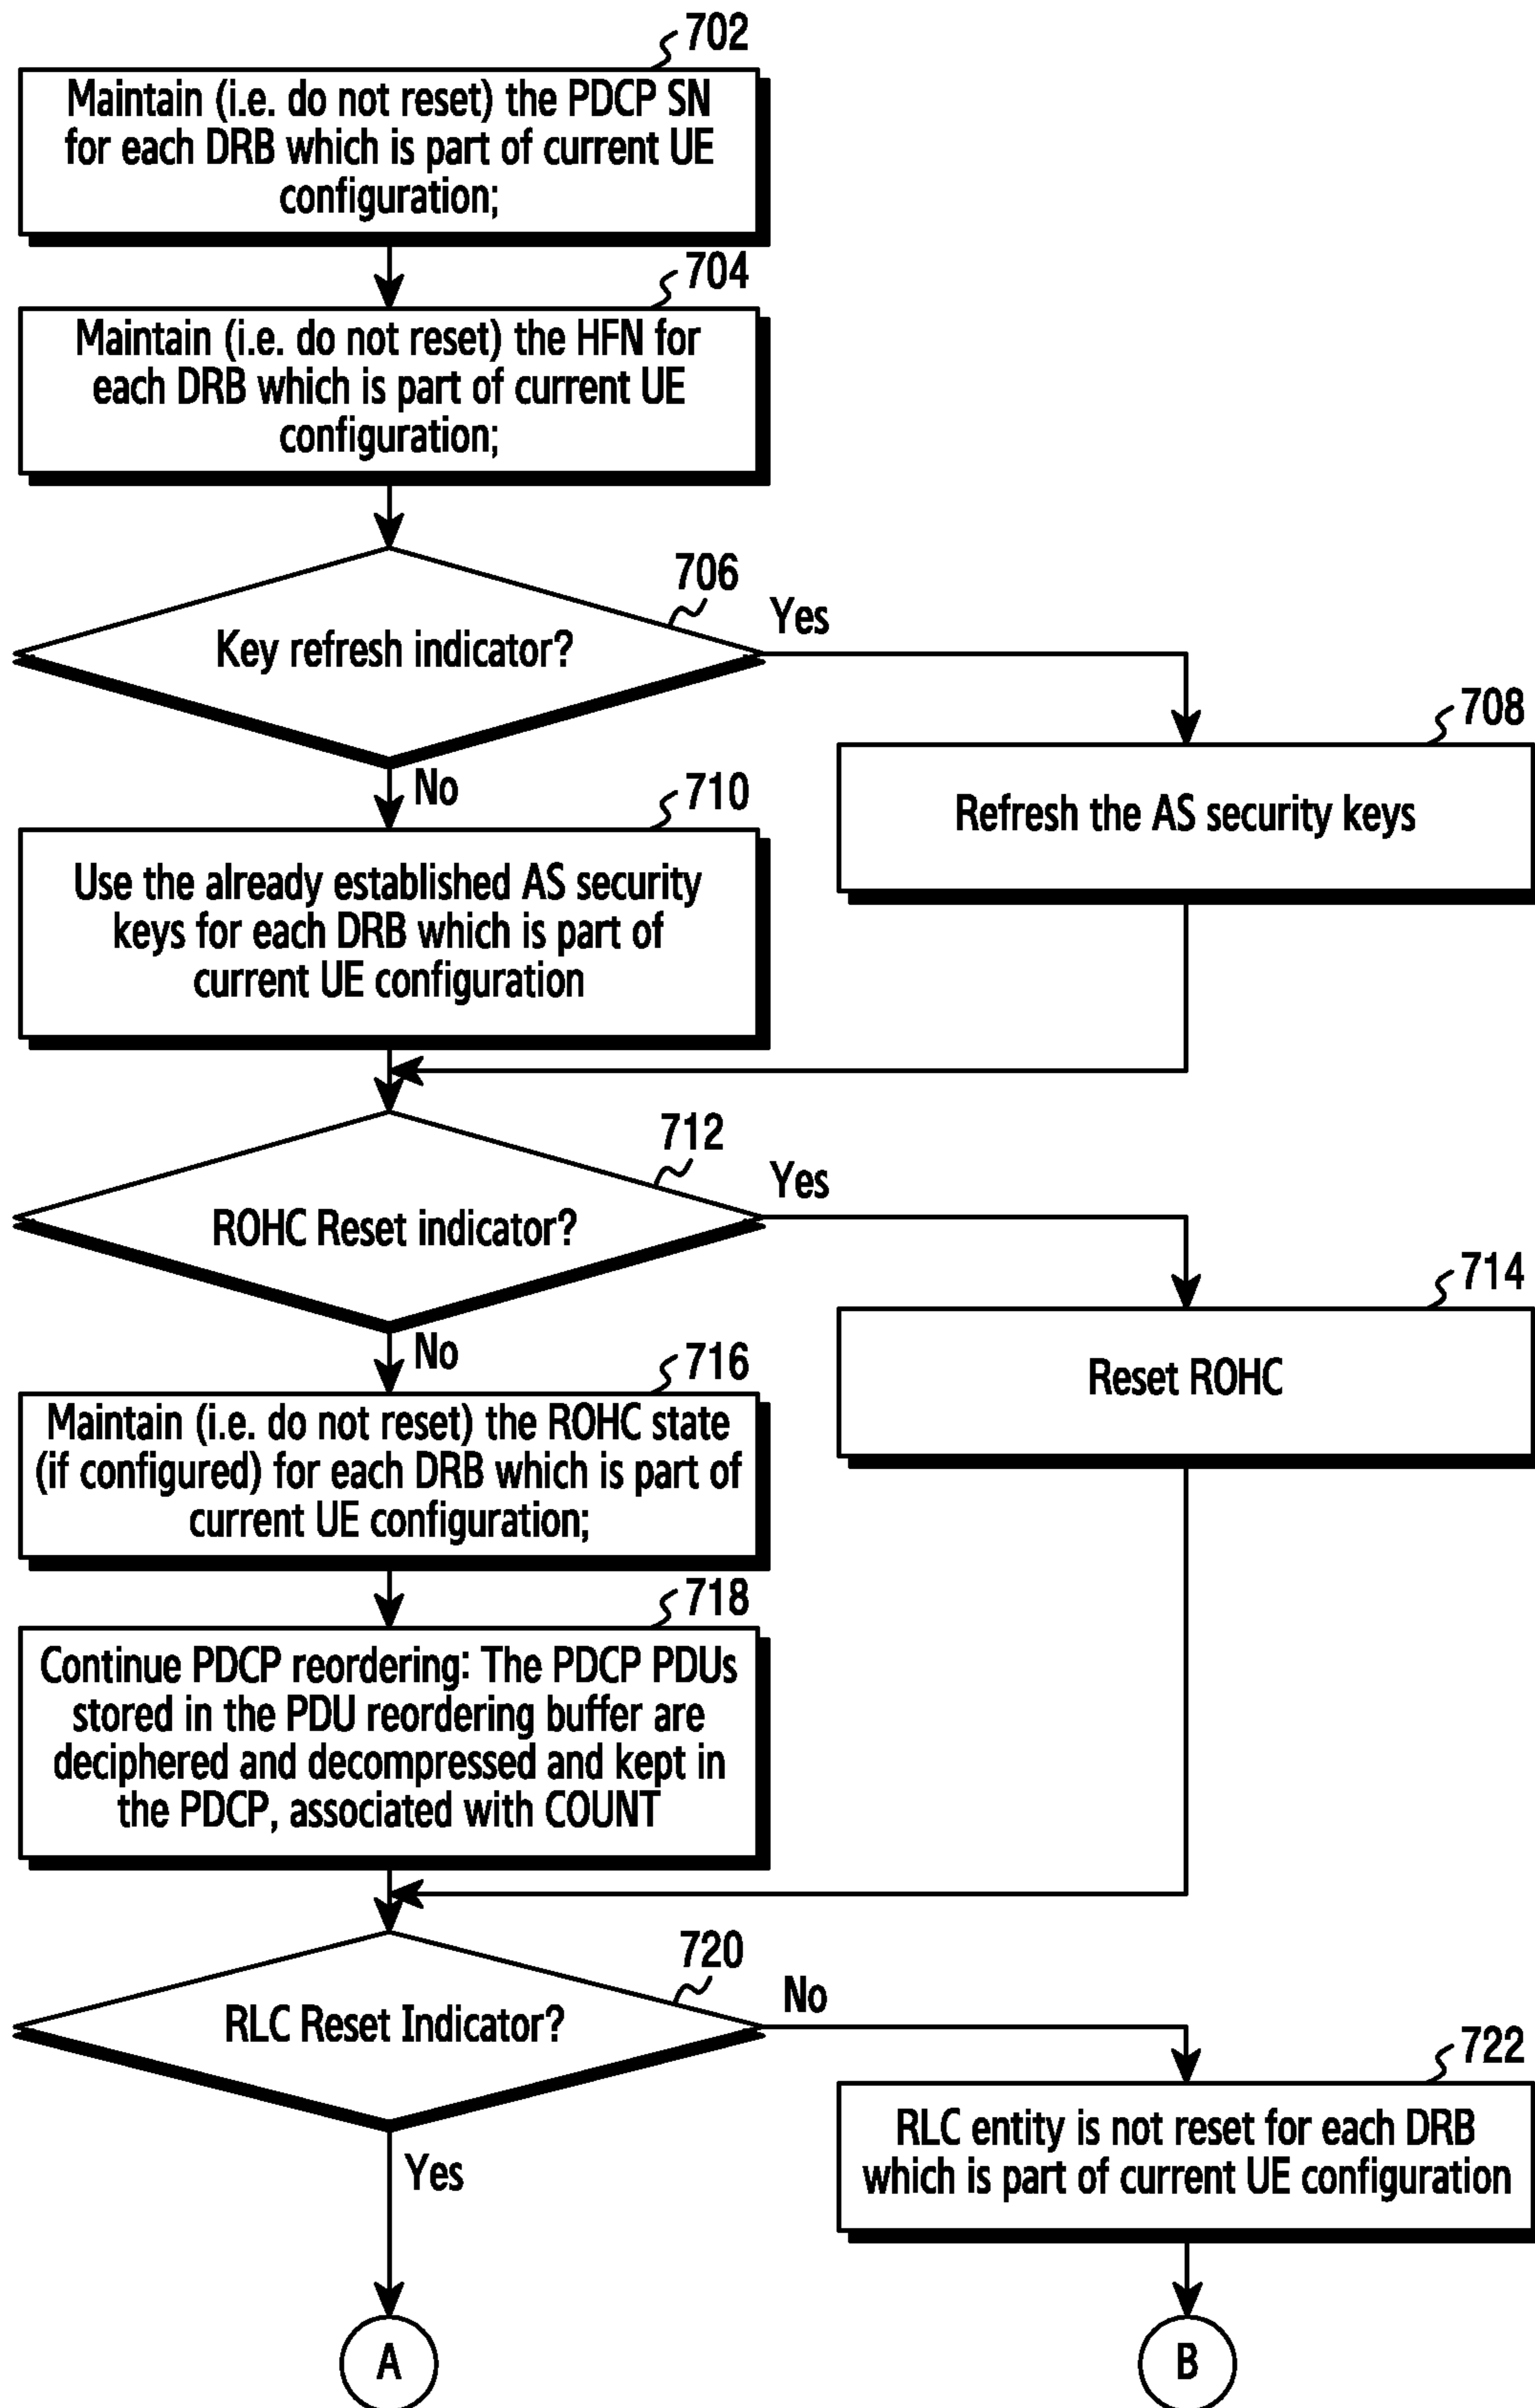 702
Maintain (i.e. do not reset) the PDCP SN
for each DRB which is part of current UE
configuration;
704
Maintain (i.e. do not reset) the HFN for
each DRB which is part of current UE
configuration;
706
Key refresh indicator?
Yes
708
Refresh the AS security keys
No
710
Use the already established AS security
keys for each DRB which is part of
current UE configuration
712
ROHC Reset indicator?
Yes
714
Reset ROHC
No
716
Maintain (i.e. do not reset) the ROHC state
(if configured) for each DRB which is part of
current UE configuration;
718
Continue PDCP reordering: The PDCP PDUs
stored in the PDU reordering buffer are
deciphered and decompressed and kept in
the PDCP, associated with COUNT
720
RLC Reset Indicator?
No
722
RLC entity is not reset for each DRB
which is part of current UE configuration
Yes
A
B